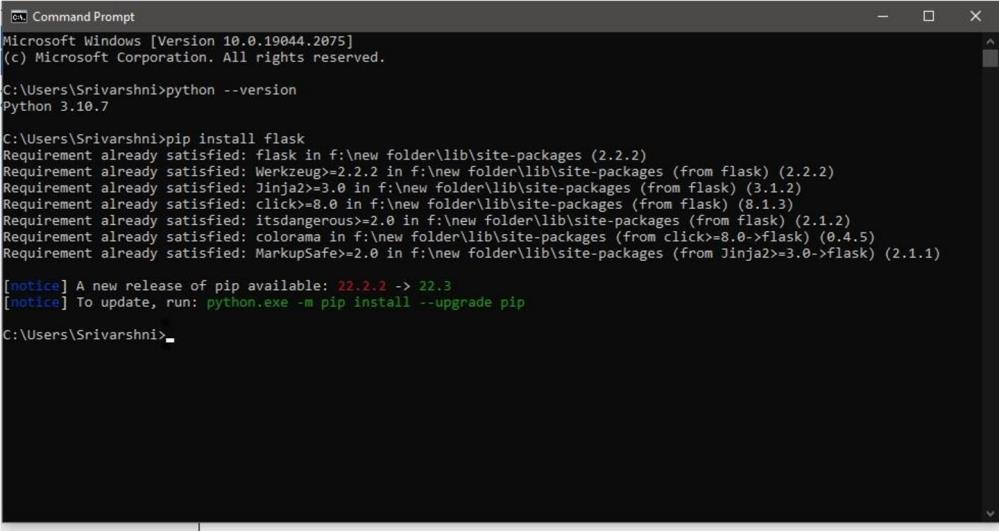 Command Prompt
Microsoft Windows [Version 10.0.19044.2075]
(c) Microsoft Corporation. All rights reserved.
C:\Users\Srivarshni>python --version
Python 3.10.7
C:\Users\Srivarshni>pip install flask
Requirement already satisfied: flask in f:\new folder\lib\site-packages (2.2.2)
Requirement already satisfied: Werkzeug>=2.2.2 in f:\new folder\lib\site-packages (from flask) (2.2.2)
Requirement already satisfied: Jinja2>=3.0 in f:\new folder\lib\site-packages (from flask) (3.1.2)
Requirement already satisfied: click>=8.0 in f:\new folder\lib\site-packages (from flask) (8.1.3)
Requirement already satisfied: itsdangerous>=2.0 in f:\new folder\lib\site-packages (from flask) (2.1.2)
Requirement already satisfied: colorama in f:\new folder\lib\site-packages (from click>=8.0->flask) (0.4.5)
Requirement already satisfied: MarkupSafe>=2.0 in f:\new folder\lib\site-packages (from Jinja2>=3.0->flask) (2.1.1)
[notice] A new release of pip available: 22.2.2 -> 22.3
[notice] To update, run: python.exe -m pip install --upgrade pip
C:\Users\Srivarshni>